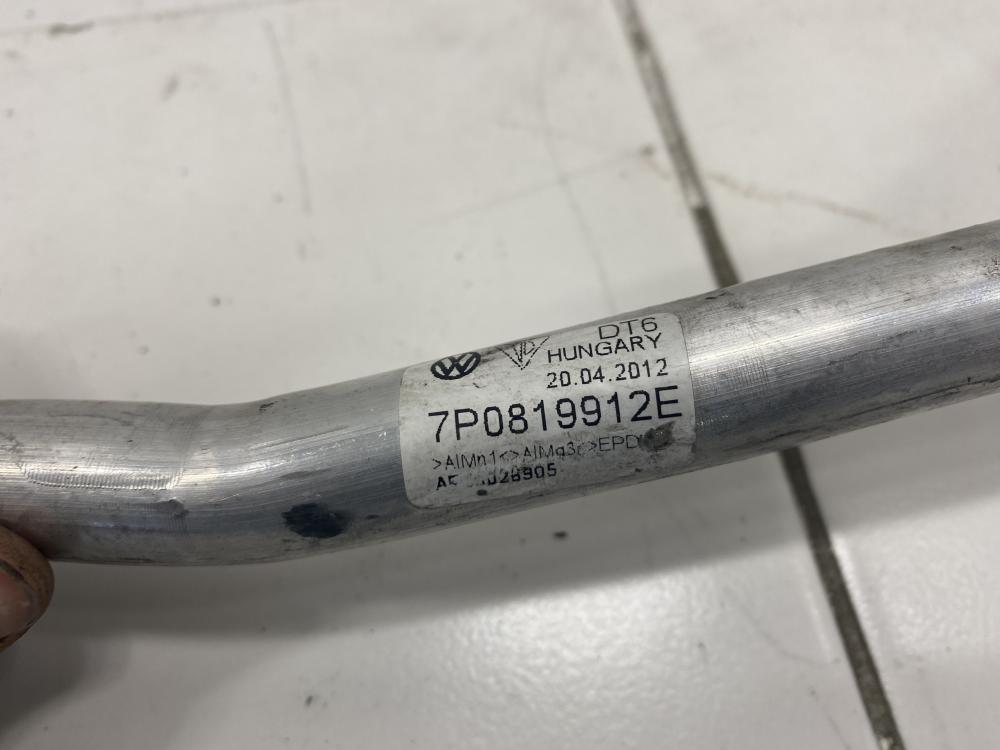 DT6
HUNGARY
20.04.2012
7P0819912E
>AlMn1<>AlMg3<>EPD